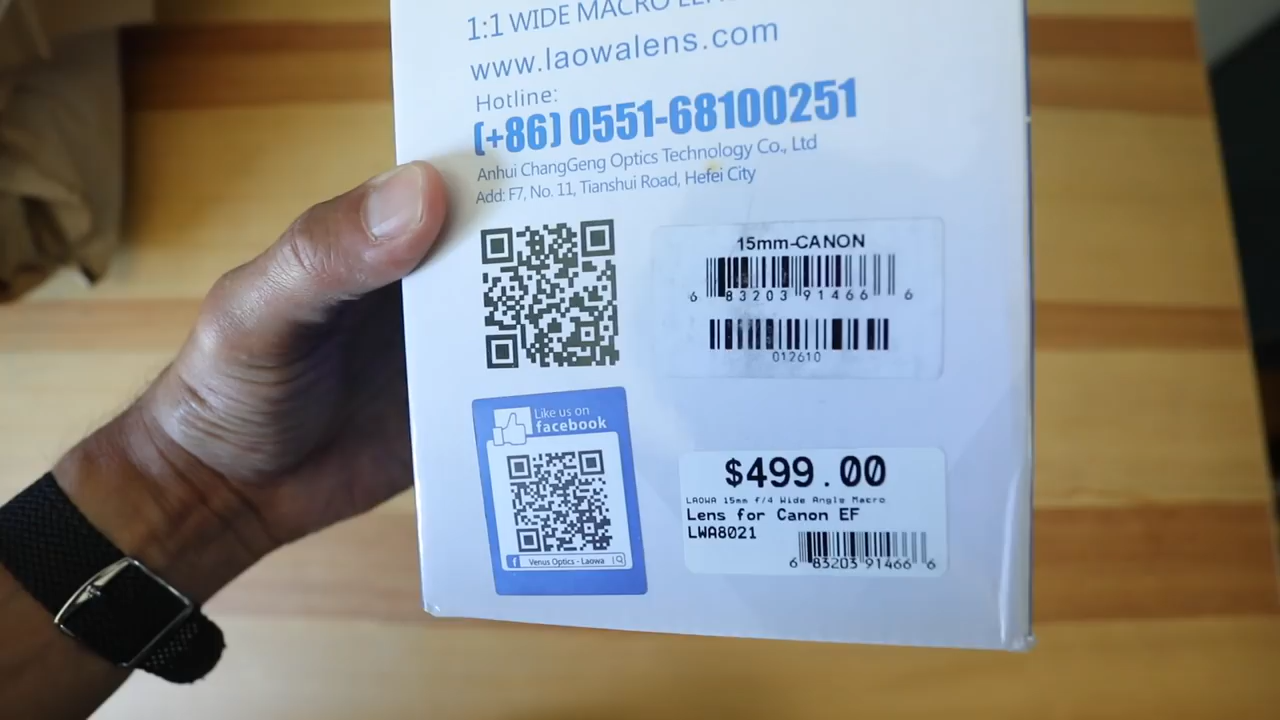 1:1 WIDE MACRO
www.laowalens.com
Hotline:
(+86) 0551-68100251
Anhui ChangGeng Optics Technology Co., Ltd
Add: F7, No. 11, Tianshui Road, Hefei City
15mm-CANON
6 83203 91466 6
012610
Like us on
facebook
f Venus Optics - Laowa
$499.00
LAOWA 15mm f/4 Wide Angle Macro
Lens for Canon EF
LWA8021
6 83203 91466 6